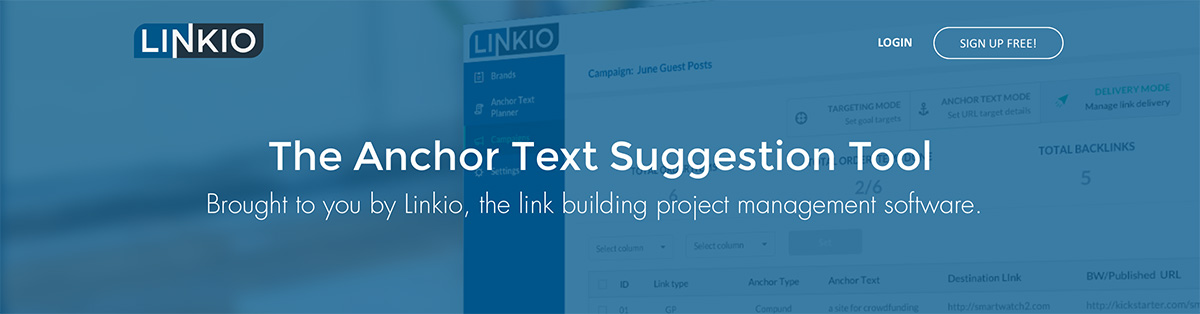 LINKIO
LOGIN
SIGN UP FREE!
The Anchor Text Suggestion Tool
Brought to you by Linkio, the link building project management software.
LINKIO
Brands
Anchor Text
Planner
Campaigns
Settings
Campaign: June Guest Posts
TARGETING MODE
Set goal targets
ANCHOR TEXT MODE
Set URL target details
DELIVERY MODE
Manage link delivery
TOTAL BACKLINKS
2/6
5
Select column
Select column
ID
Link type
Anchor Type
Anchor Text
Destination Link
BW/Published URL
01
GP
Compund
a site for crowdfunding
http://smartwatch2.com
http://kickstarter.com/sm